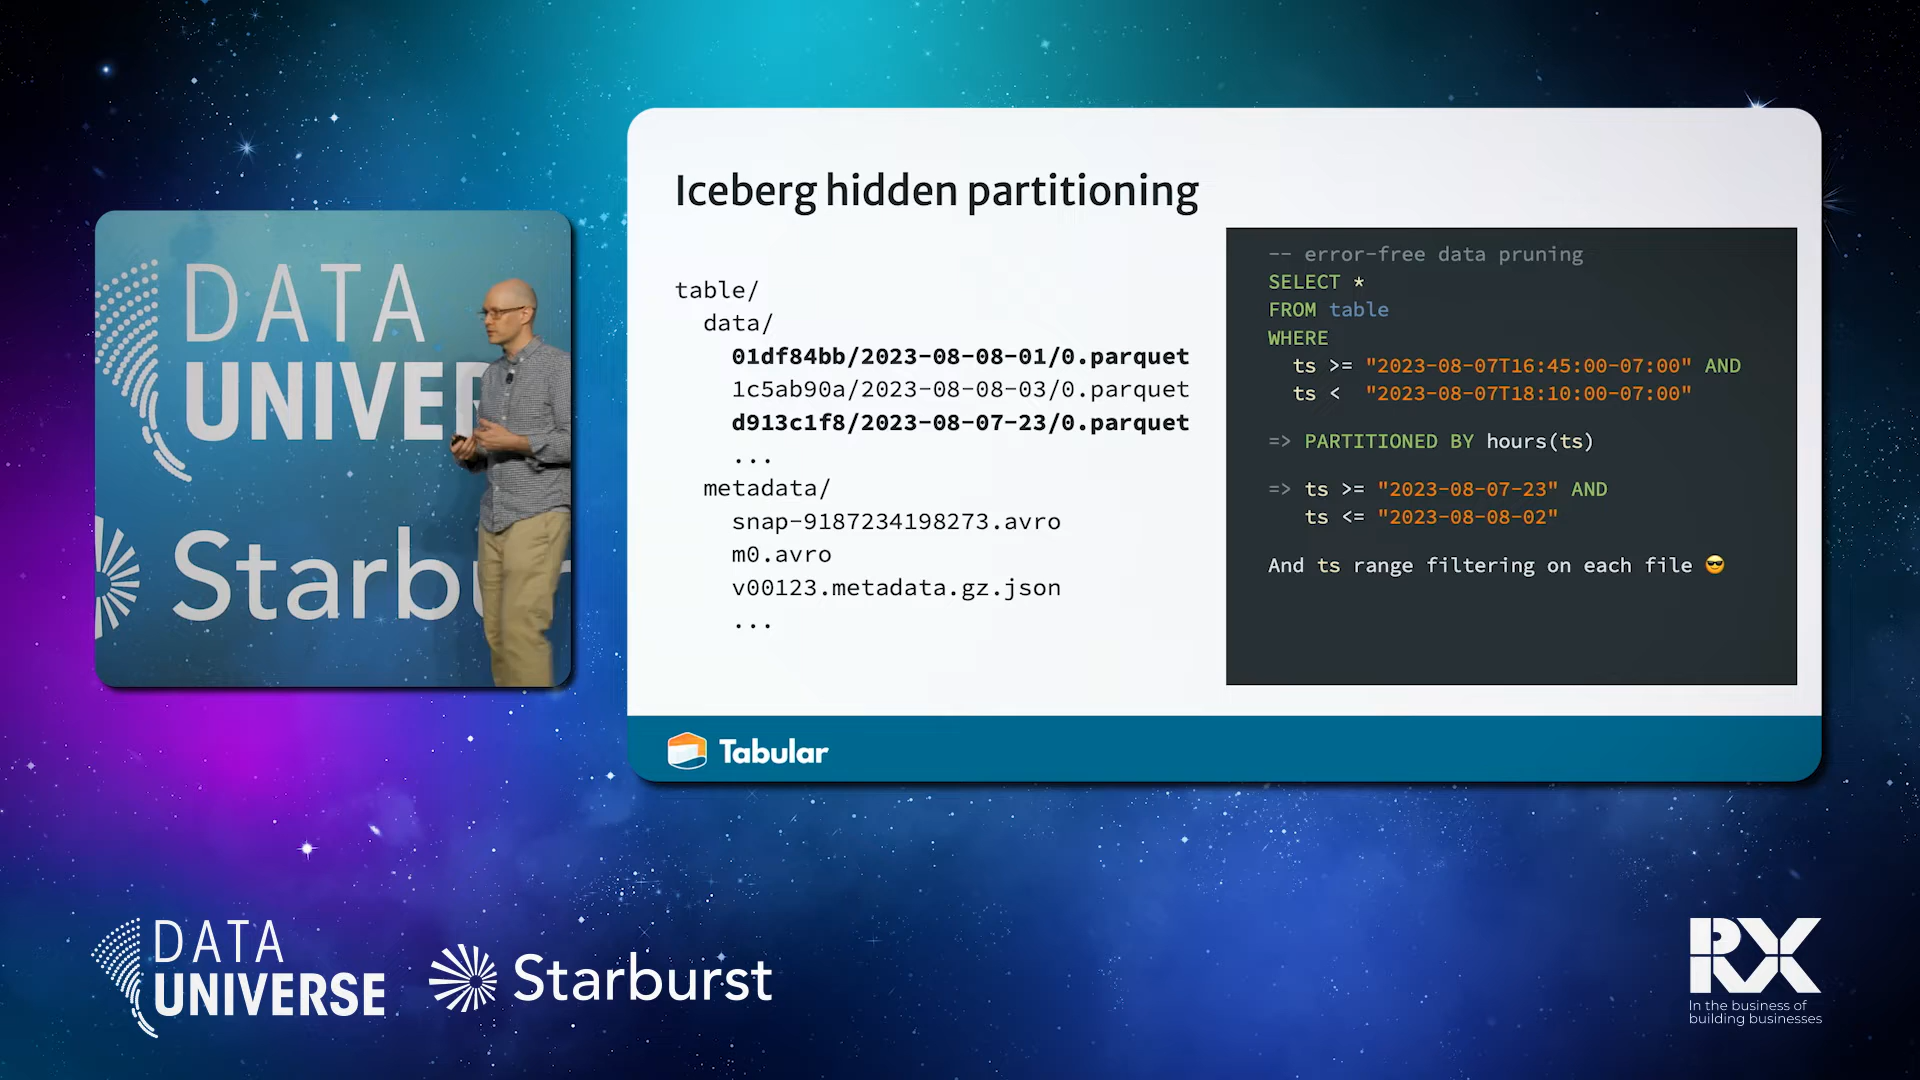 DATA
UNIVER
Starbu
Iceberg hidden partitioning
table/
data/
01df84bb/2023-08-08-01/0.parquet
1c5ab90a/2023-08-08-03/0.parquet
d913c1f8/2023-08-07-23/0.parquet
...
metadata/
snap-9187234198273.avro
m0.avro
v00123.metadata.gz.json
...
-- error-free data pruning
SELECT *
FROM table
WHERE
ts >= "2023-08-07T16:45:00-07:00" AND
ts < "2023-08-07T18:10:00-07:00"
=> PARTITIONED BY hours(ts)
=> ts >= "2023-08-07-23" AND
ts <= "2023-08-08-02"
And ts range filtering on each file 😎
Tabular
DATA
UNIVERSE
Starburst
RX
In the business of
building businesses